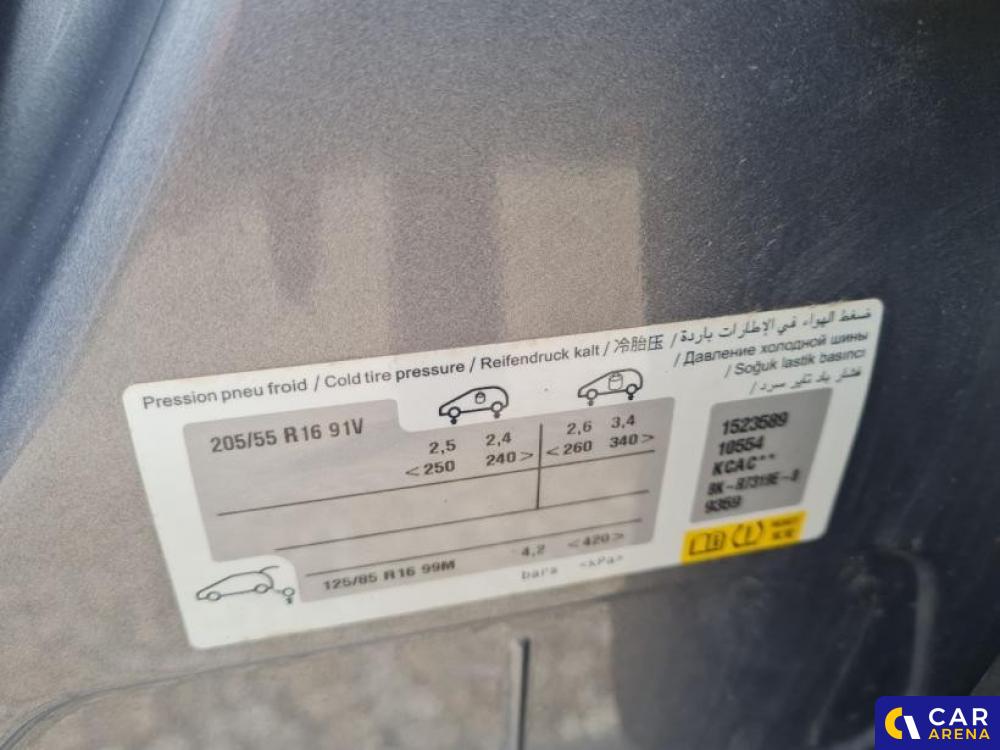 Pression pneu froid / Cold tire pressure / Reifendruck kalt / 冷胎压 / ضغط الهواء في الإطارات باردة
/ Давление холодной шины
/ Soğuk lastik basıncı
205/55 R16 91V
2,5 2,4 2,6 3,4
<250 240> <260 340>
125/85 R16 99M 4,2 <420>
bara <kPa>
1523589
10554
KCAC**
9369
CAR
ARENA